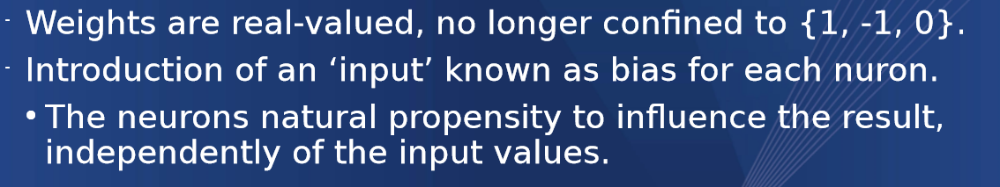 - Weights are real-valued, no longer confined to {1, -1, 0}.
- Introduction of an ‘input’ known as bias for each nuron.
• The neurons natural propensity to influence the result,
independently of the input values.